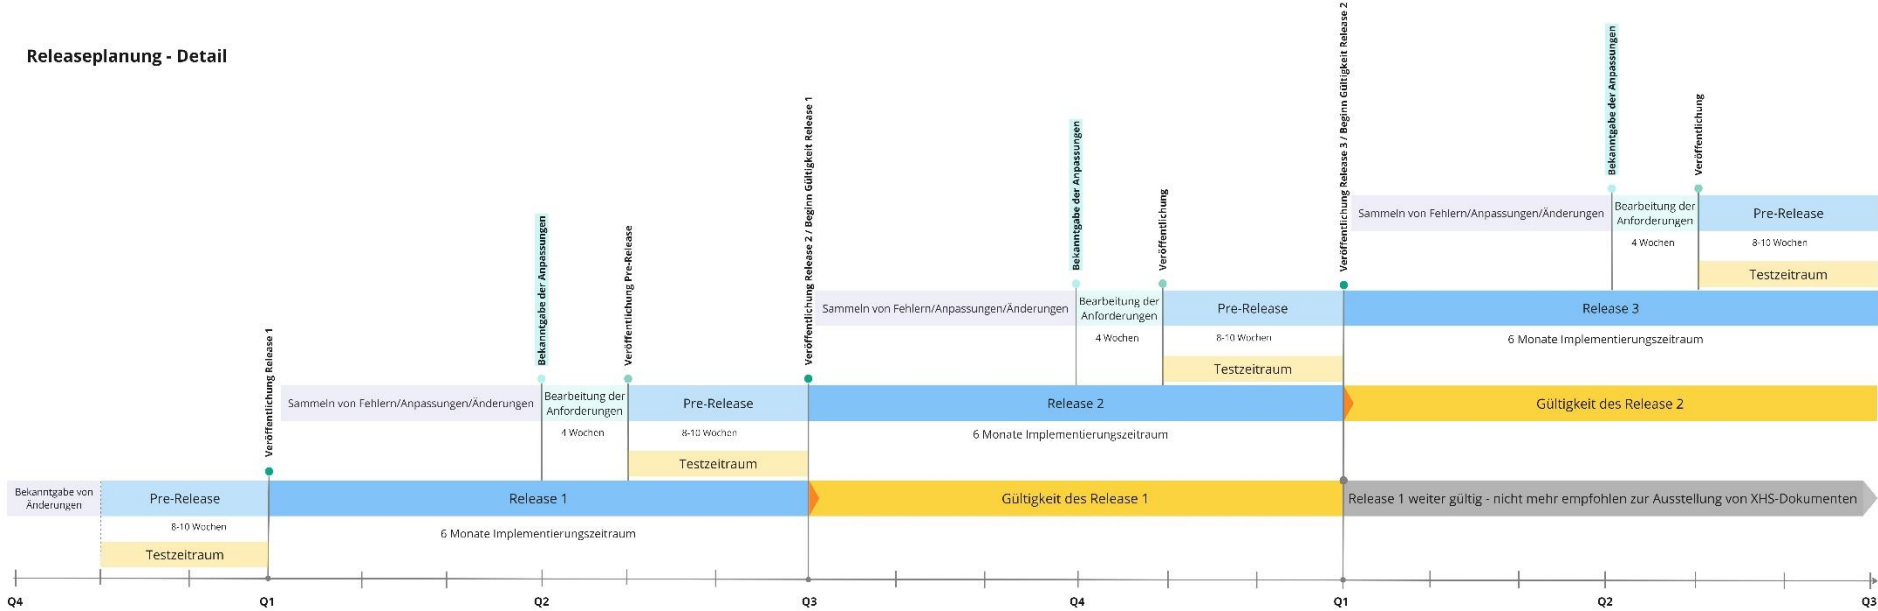 Releaseplanung - Detail
Veröffentlichung Release 3 / Beginn Gültigkeit Release 2
Bekanntgabe der Anpassungen
Veröffentlichung
Sammeln von Fehlern/Anpassungen/Änderungen
Bearbeitung der
Anforderungen
Pre-Release
4 Wochen
8-10 Wochen
Testzeitraum
Veröffentlichung Release 2 / Beginn Gültigkeit Release 1
Bekanntgabe der Anpassungen
Veröffentlichung
Sammeln von Fehlern/Anpassungen/Änderungen
Bearbeitung der
Anforderungen
Pre-Release
Release 3
4 Wochen
8-10 Wochen
6 Monate Implementierungszeitraum
Testzeitraum
Veröffentlichung Release 1
Bekanntgabe der Anpassungen
Veröffentlichung Pre-Release
Sammeln von Fehlern/Anpassungen/Änderungen
Bearbeitung der
Anforderungen
Pre-Release
Release 2
Gültigkeit des Release 2
4 Wochen
8-10 Wochen
6 Monate Implementierungszeitraum
Testzeitraum
Bekanntgabe von
Änderungen
Pre-Release
Release 1
Gültigkeit des Release 1
Release 1 weiter gültig - nicht mehr empfohlen zur Ausstellung von XHS-Dokumenten
8-10 Wochen
6 Monate Implementierungszeitraum
Testzeitraum
Q4
Q1
Q2
Q3
Q4
Q1
Q2
Q3